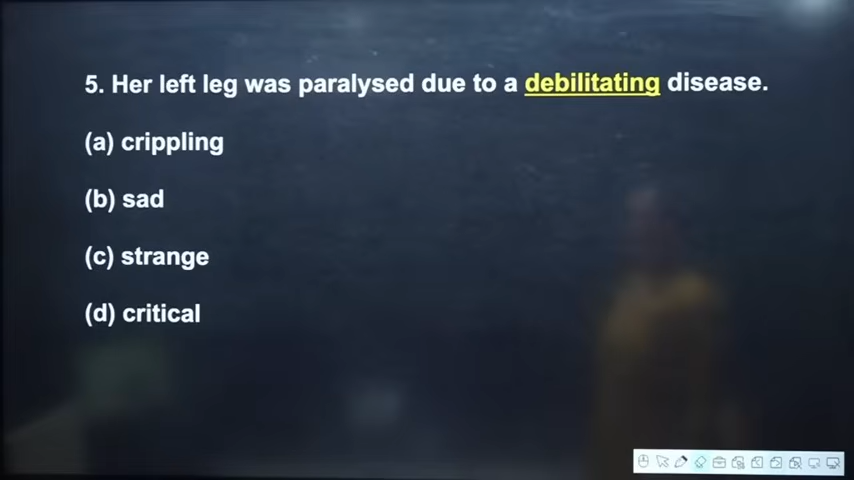 5. Her left leg was paralysed due to a debilitating disease.
(a) crippling
(b) sad
(c) strange
(d) critical